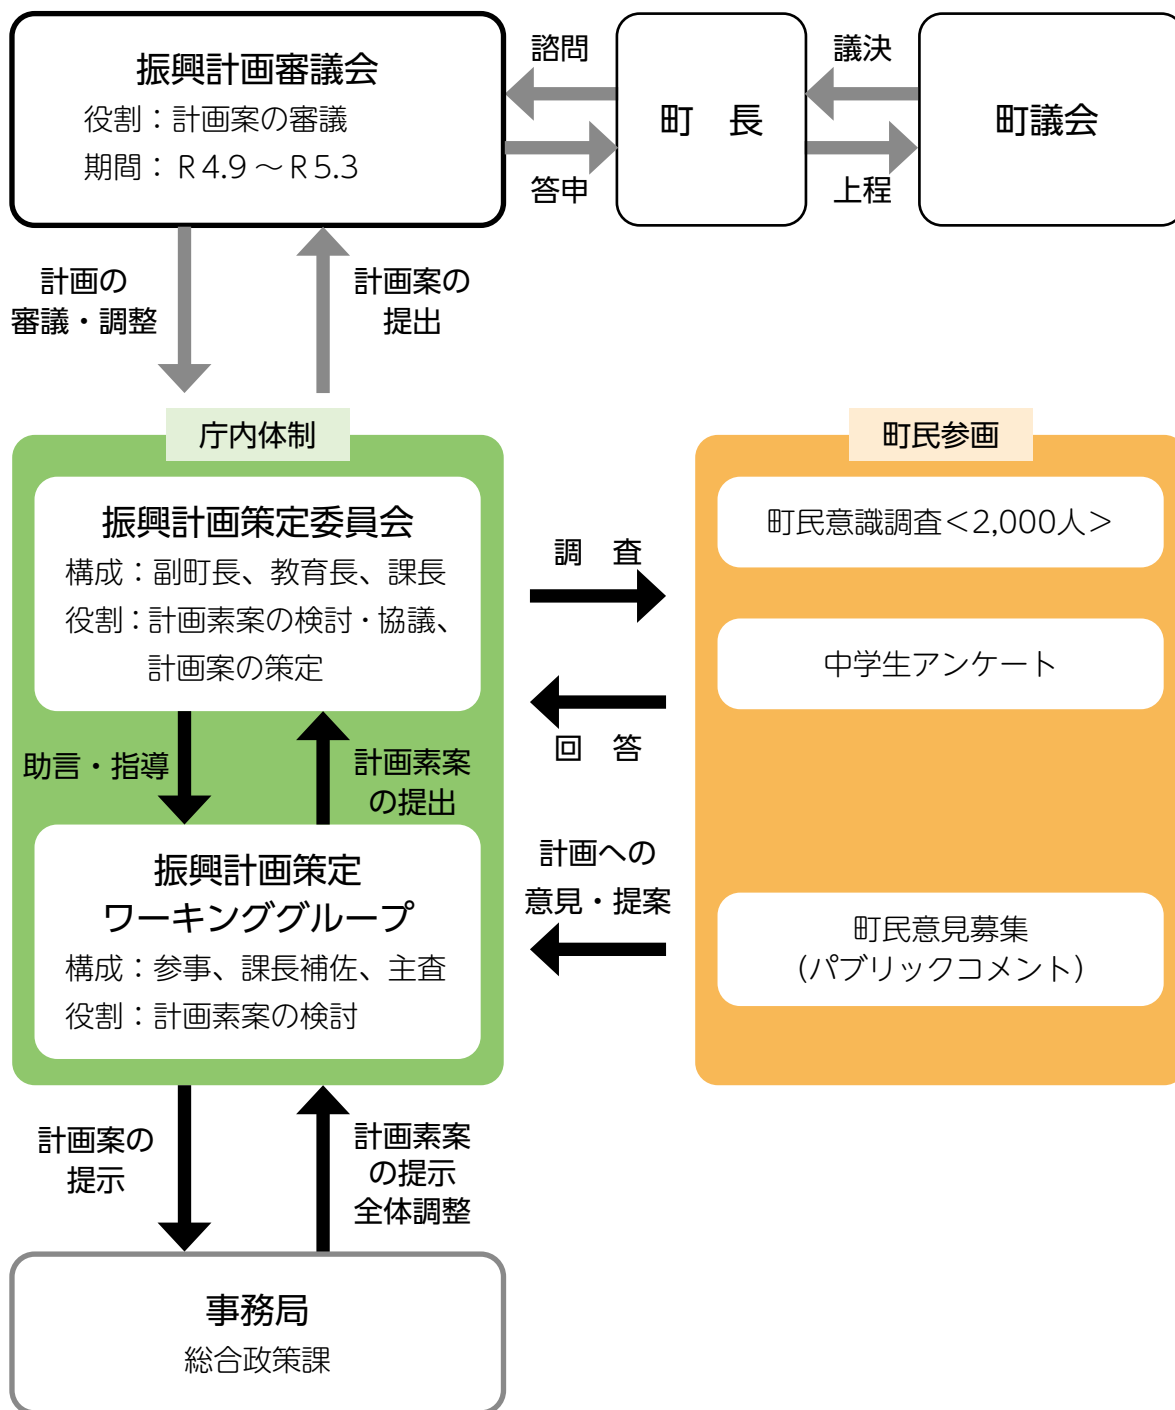 振興計画審議会
役割：計画案の審議
期間：Ｒ4.9～Ｒ5.3
諮問
答申
町　長
議決
上程
町議会
計画の
審議・調整
計画案の
提出
庁内体制
振興計画策定委員会
構成：副町長、教育長、課長
役割：計画素案の検討・協議、
計画案の策定
助言・指導
計画素案
の提出
振興計画策定
ワーキンググループ
構成：参事、課長補佐、主査
役割：計画素案の検討
調　査
回　答
計画への
意見・提案
町民参画
町民意識調査＜2,000人＞
中学生アンケート
町民意見募集
（パブリックコメント）
計画案の
提示
計画素案
の提示
全体調整
事務局
総合政策課